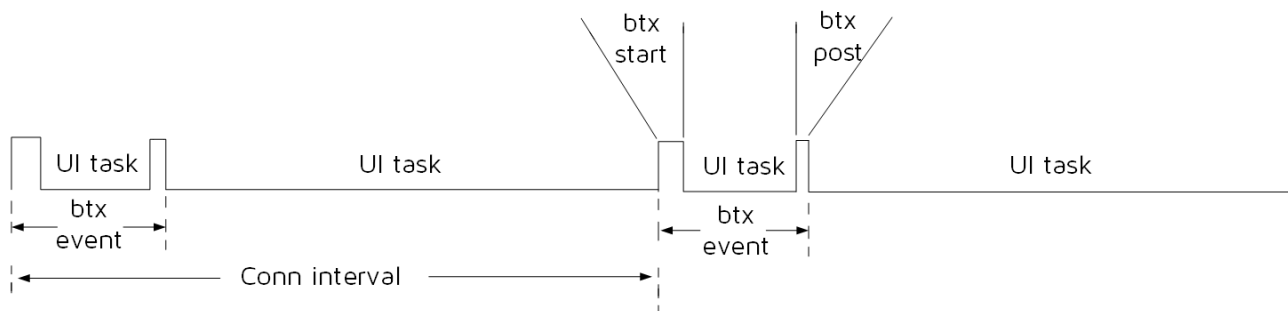 btx
start
btx
post
UI task
UI task
UI task
UI task
btx
event
btx
event
Conn interval